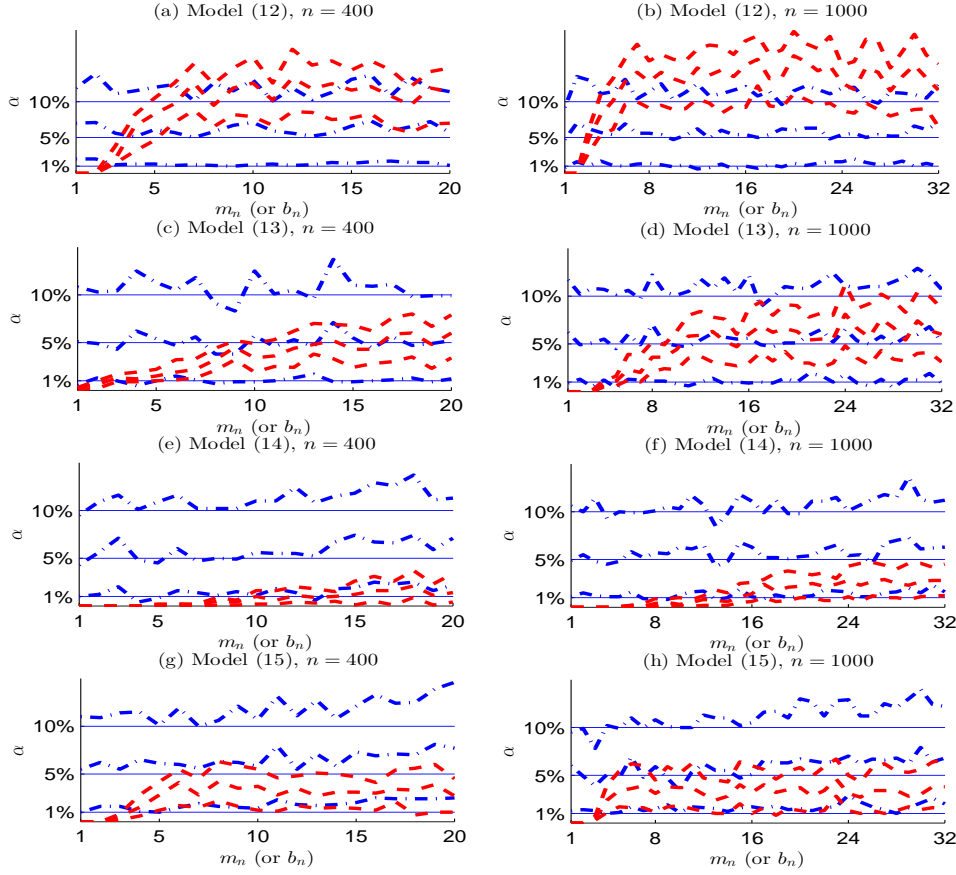 (a) Model (12), n = 400
α
10%
5%
1%
1 5 10 15 20
m_n (or b_n)
(b) Model (12), n = 1000
α
10%
5%
1%
1 8 16 24 32
m_n (or b_n)
(c) Model (13), n = 400
α
10%
5%
1%
1 5 10 15 20
m_n (or b_n)
(d) Model (13), n = 1000
α
10%
5%
1%
1 8 16 24 32
m_n (or b_n)
(e) Model (14), n = 400
α
10%
5%
1%
1 5 10 15 20
m_n (or b_n)
(f) Model (14), n = 1000
α
10%
5%
1%
1 8 16 24 32
m_n (or b_n)
(g) Model (15), n = 400
α
10%
5%
1%
1 5 10 15 20
m_n (or b_n)
(h) Model (15), n = 1000
α
10%
5%
1%
1 8 16 24 32
m_n (or b_n)